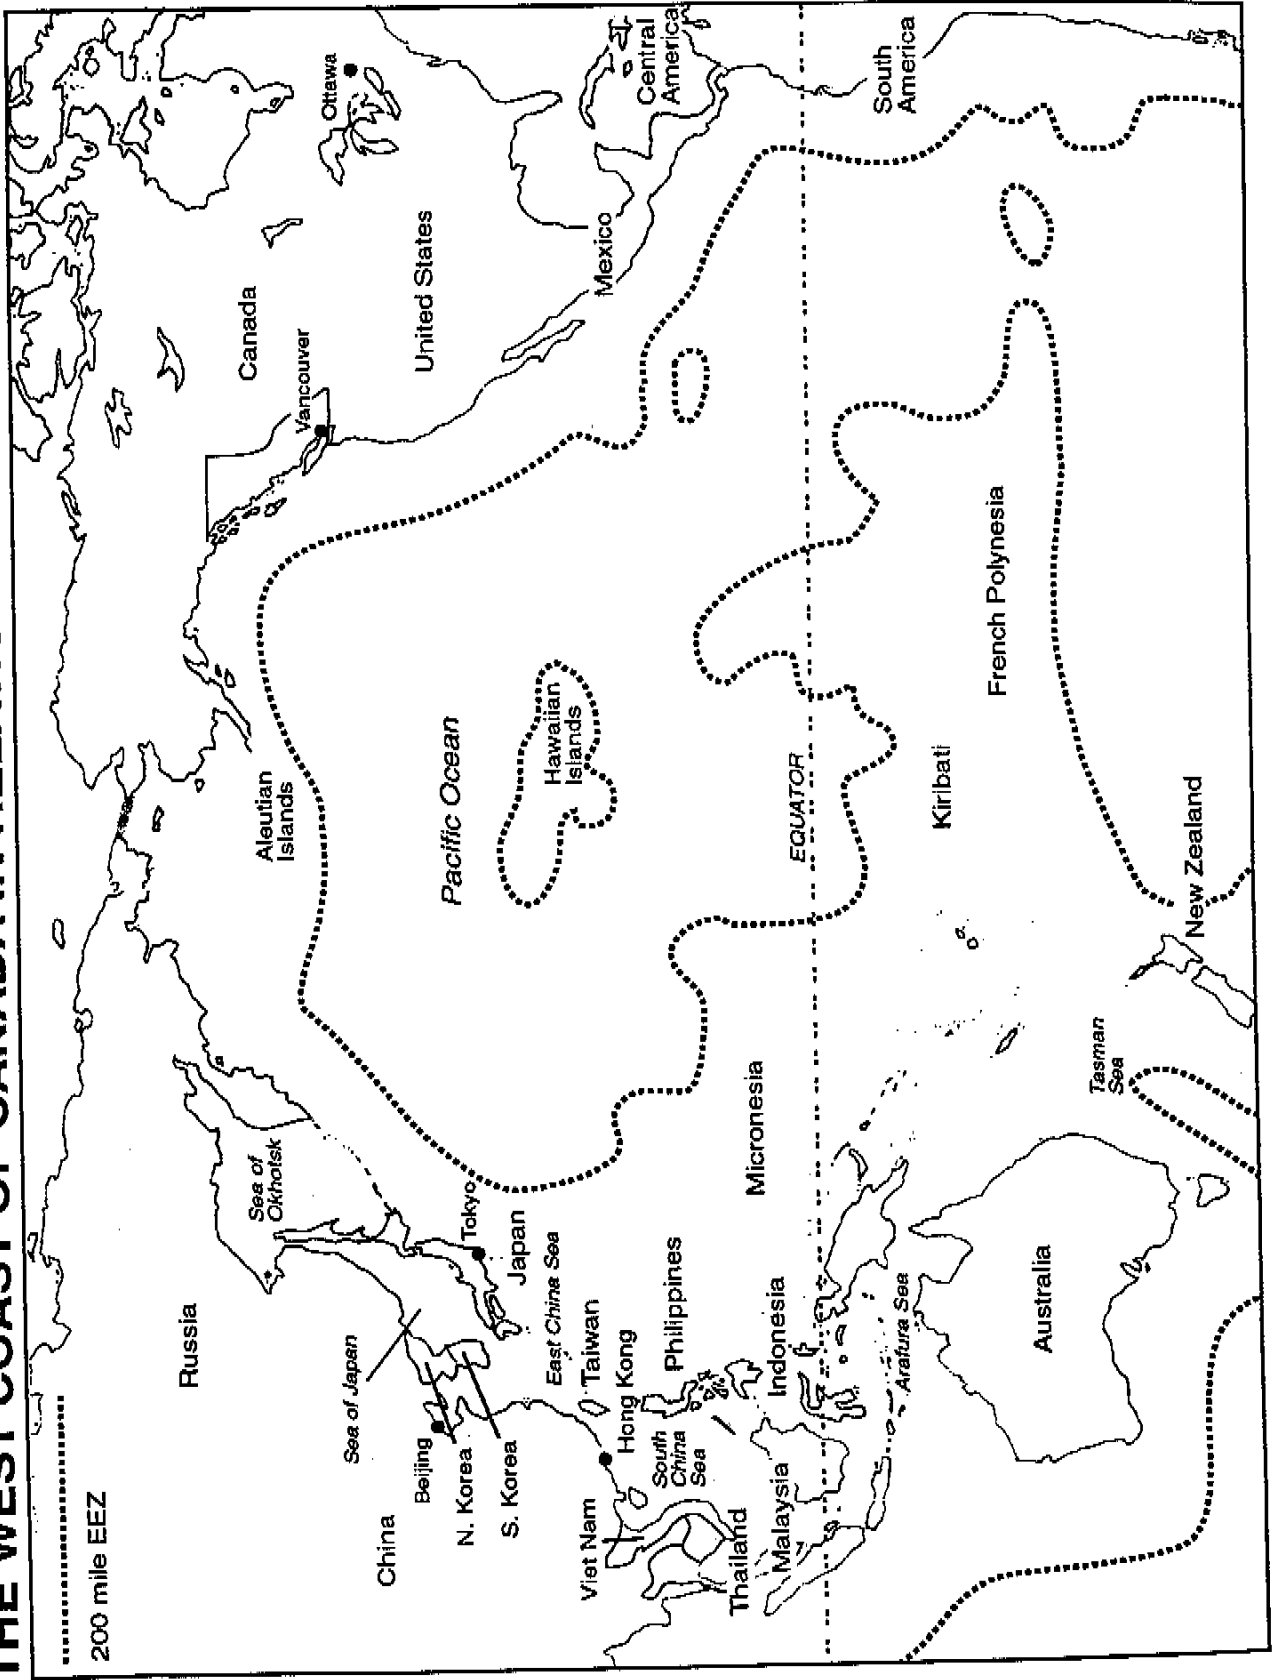 THE WEST COAST OF CANADA IN
200 mile EEZ
Russia
Canada
Ottawa
Vancouver
United States
Aleutian
Islands
Sea of
Okhotsk
Sea of Japan
China
Beijing
N. Korea
S. Korea
Tokyo
Japan
Pacific Ocean
Hawaiian
Islands
Mexico
Central
America
East China Sea
Taiwan
Hong Kong
Viet Nam
South
China
Sea
Philippines
Thailand
Malaysia
Indonesia
Micronesia
EQUATOR
South
America
Arafura Sea
Kiribati
French Polynesia
Australia
Tasman
Sea
New Zealand